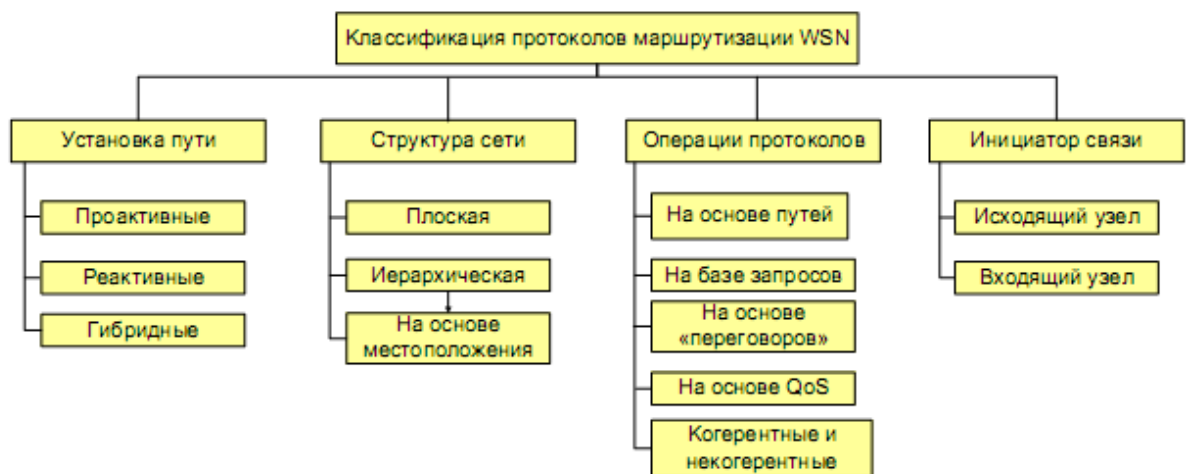 Классификация протоколов маршрутизации WSN
Установка пути
Проактивные
Реактивные
Гибридные
Структура сети
Плоская
Иерархическая
На основе
местоположения
Операции протоколов
На основе путей
На базе запросов
На основе
«переговоров»
На основе QoS
Когерентные и
некогерентные
Инициатор связи
Исходящий узел
Входящий узел